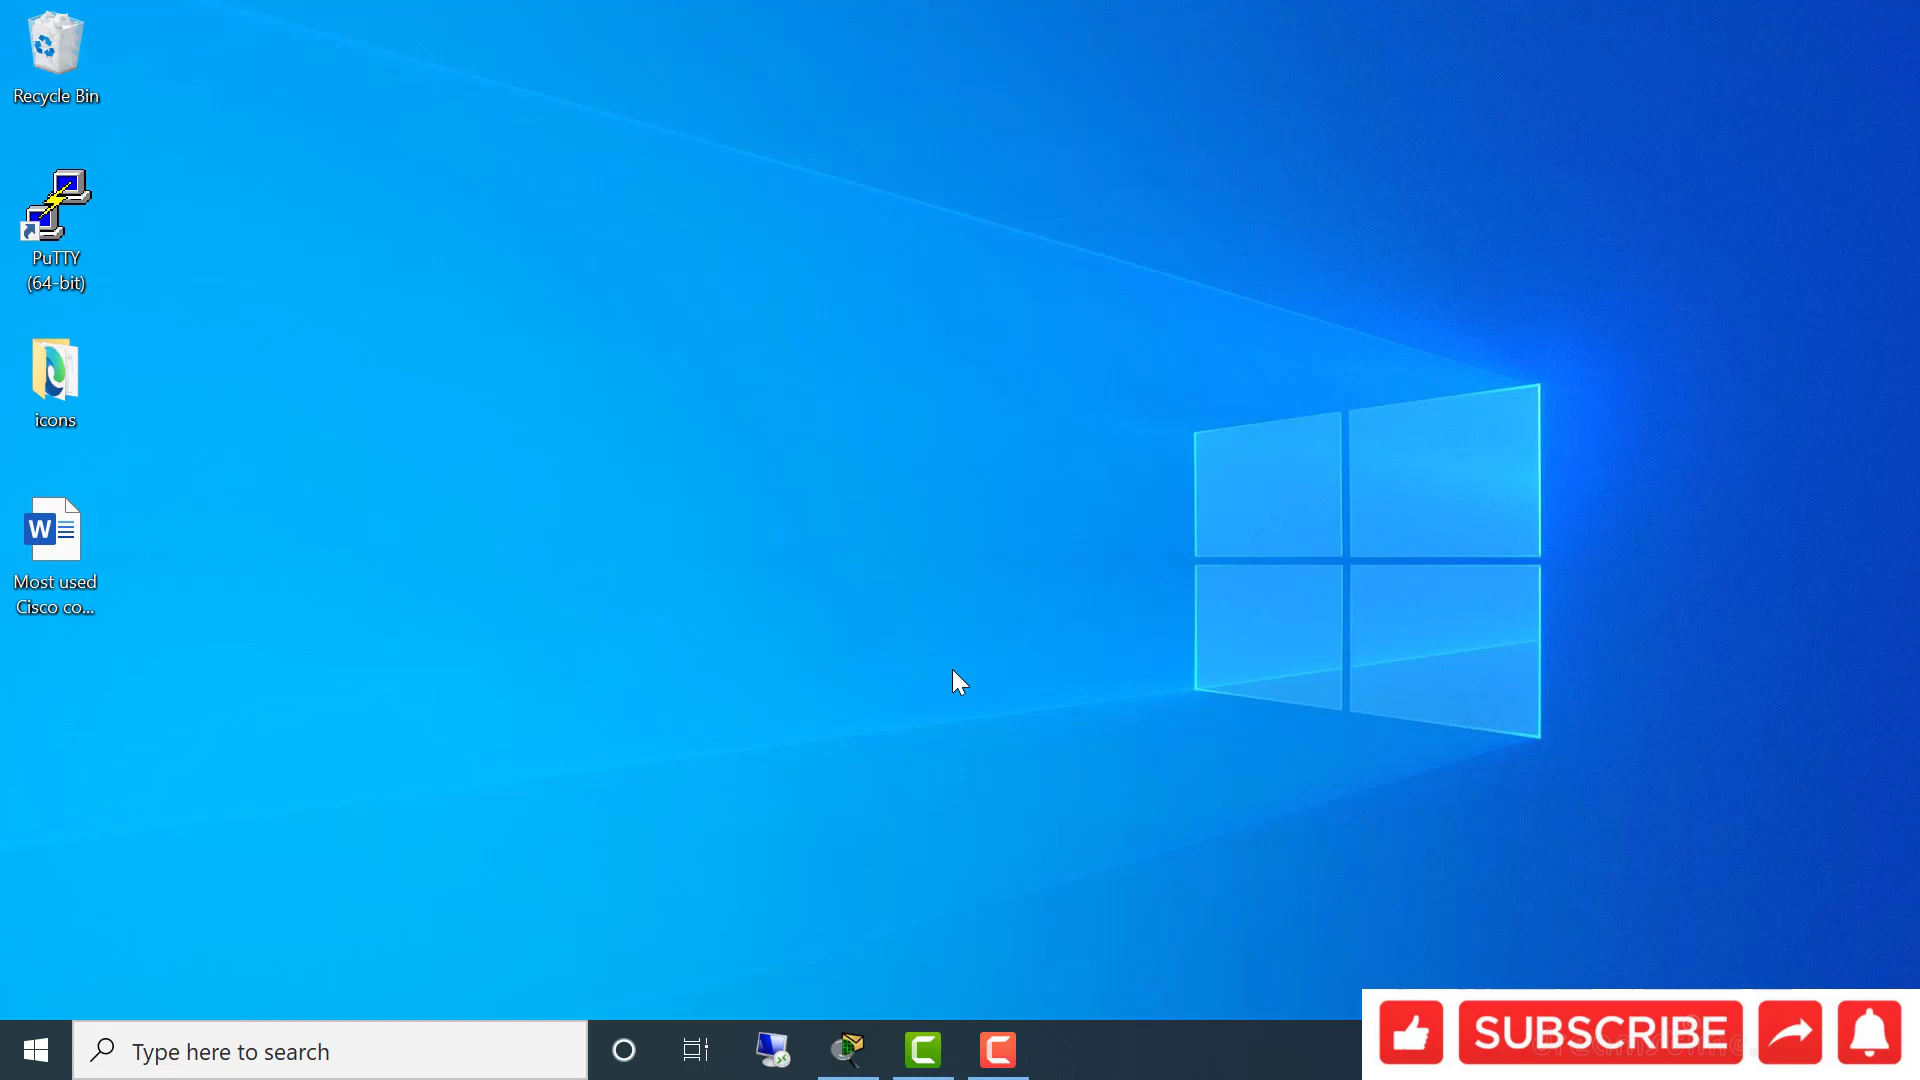 Recycle Bin
PuTTY
(64-bit)
icons
W
Most used
Cisco co...
Type here to search
SUBSCRIBE